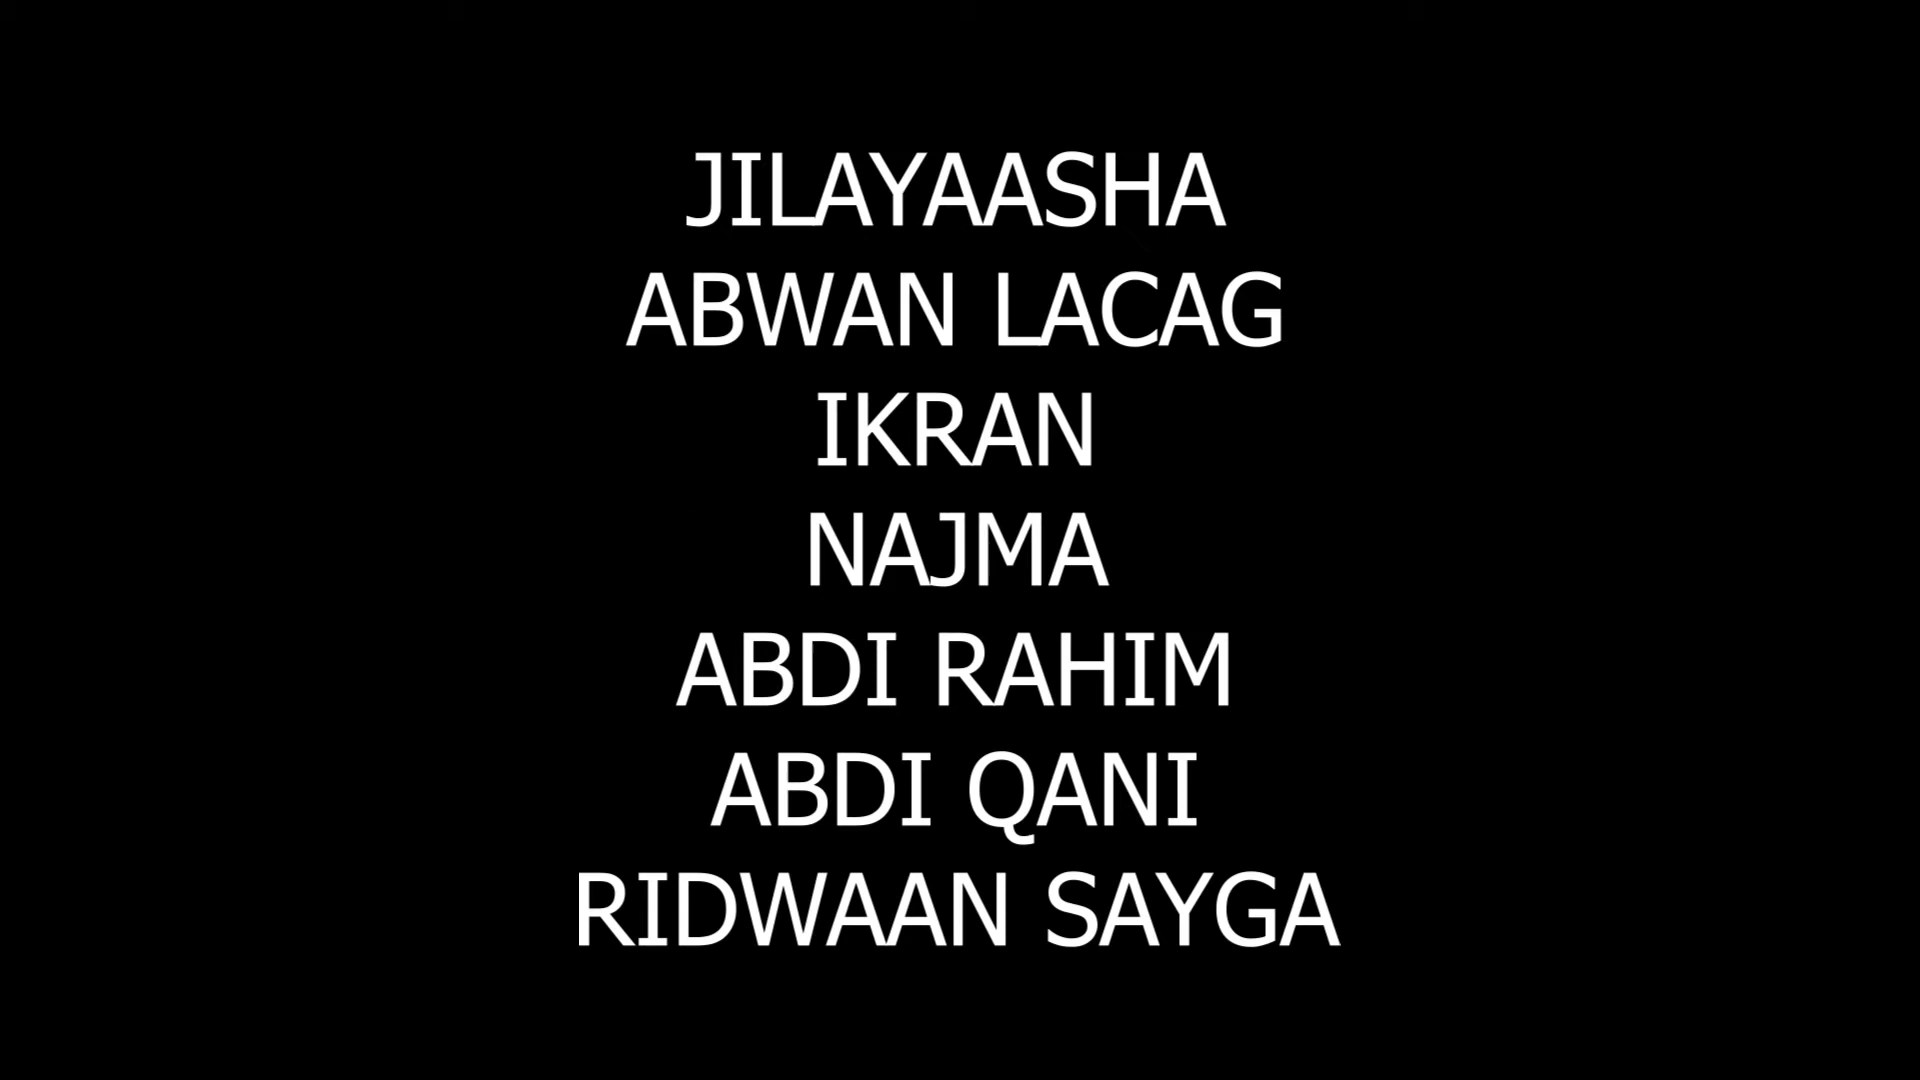 JILAYAASHA
ABWAN LACAG
IKRAN
NAJMA
ABDI RAHIM
ABDI QANI
RIDWAAN SAYGA